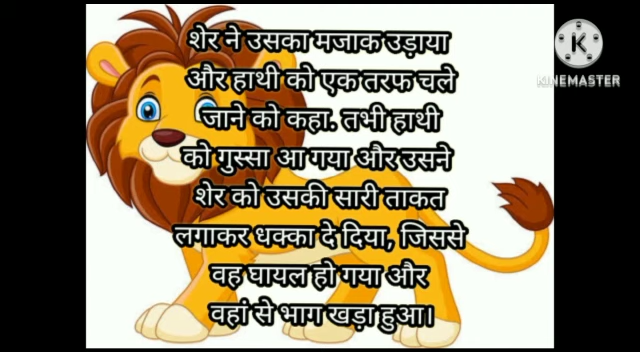 शेर ने उसका मजाक उड़ाया
और हाथी को एक तरफ चले
जाने को कहा. तभी हाथी
को गुस्सा आ गया और उसने
शेर को उसकी सारी ताकत
लगाकर धक्का दे दिया, जिससे
वह घायल हो गया और
वहां से भाग खड़ा हुआ।
K
KINEMASTER